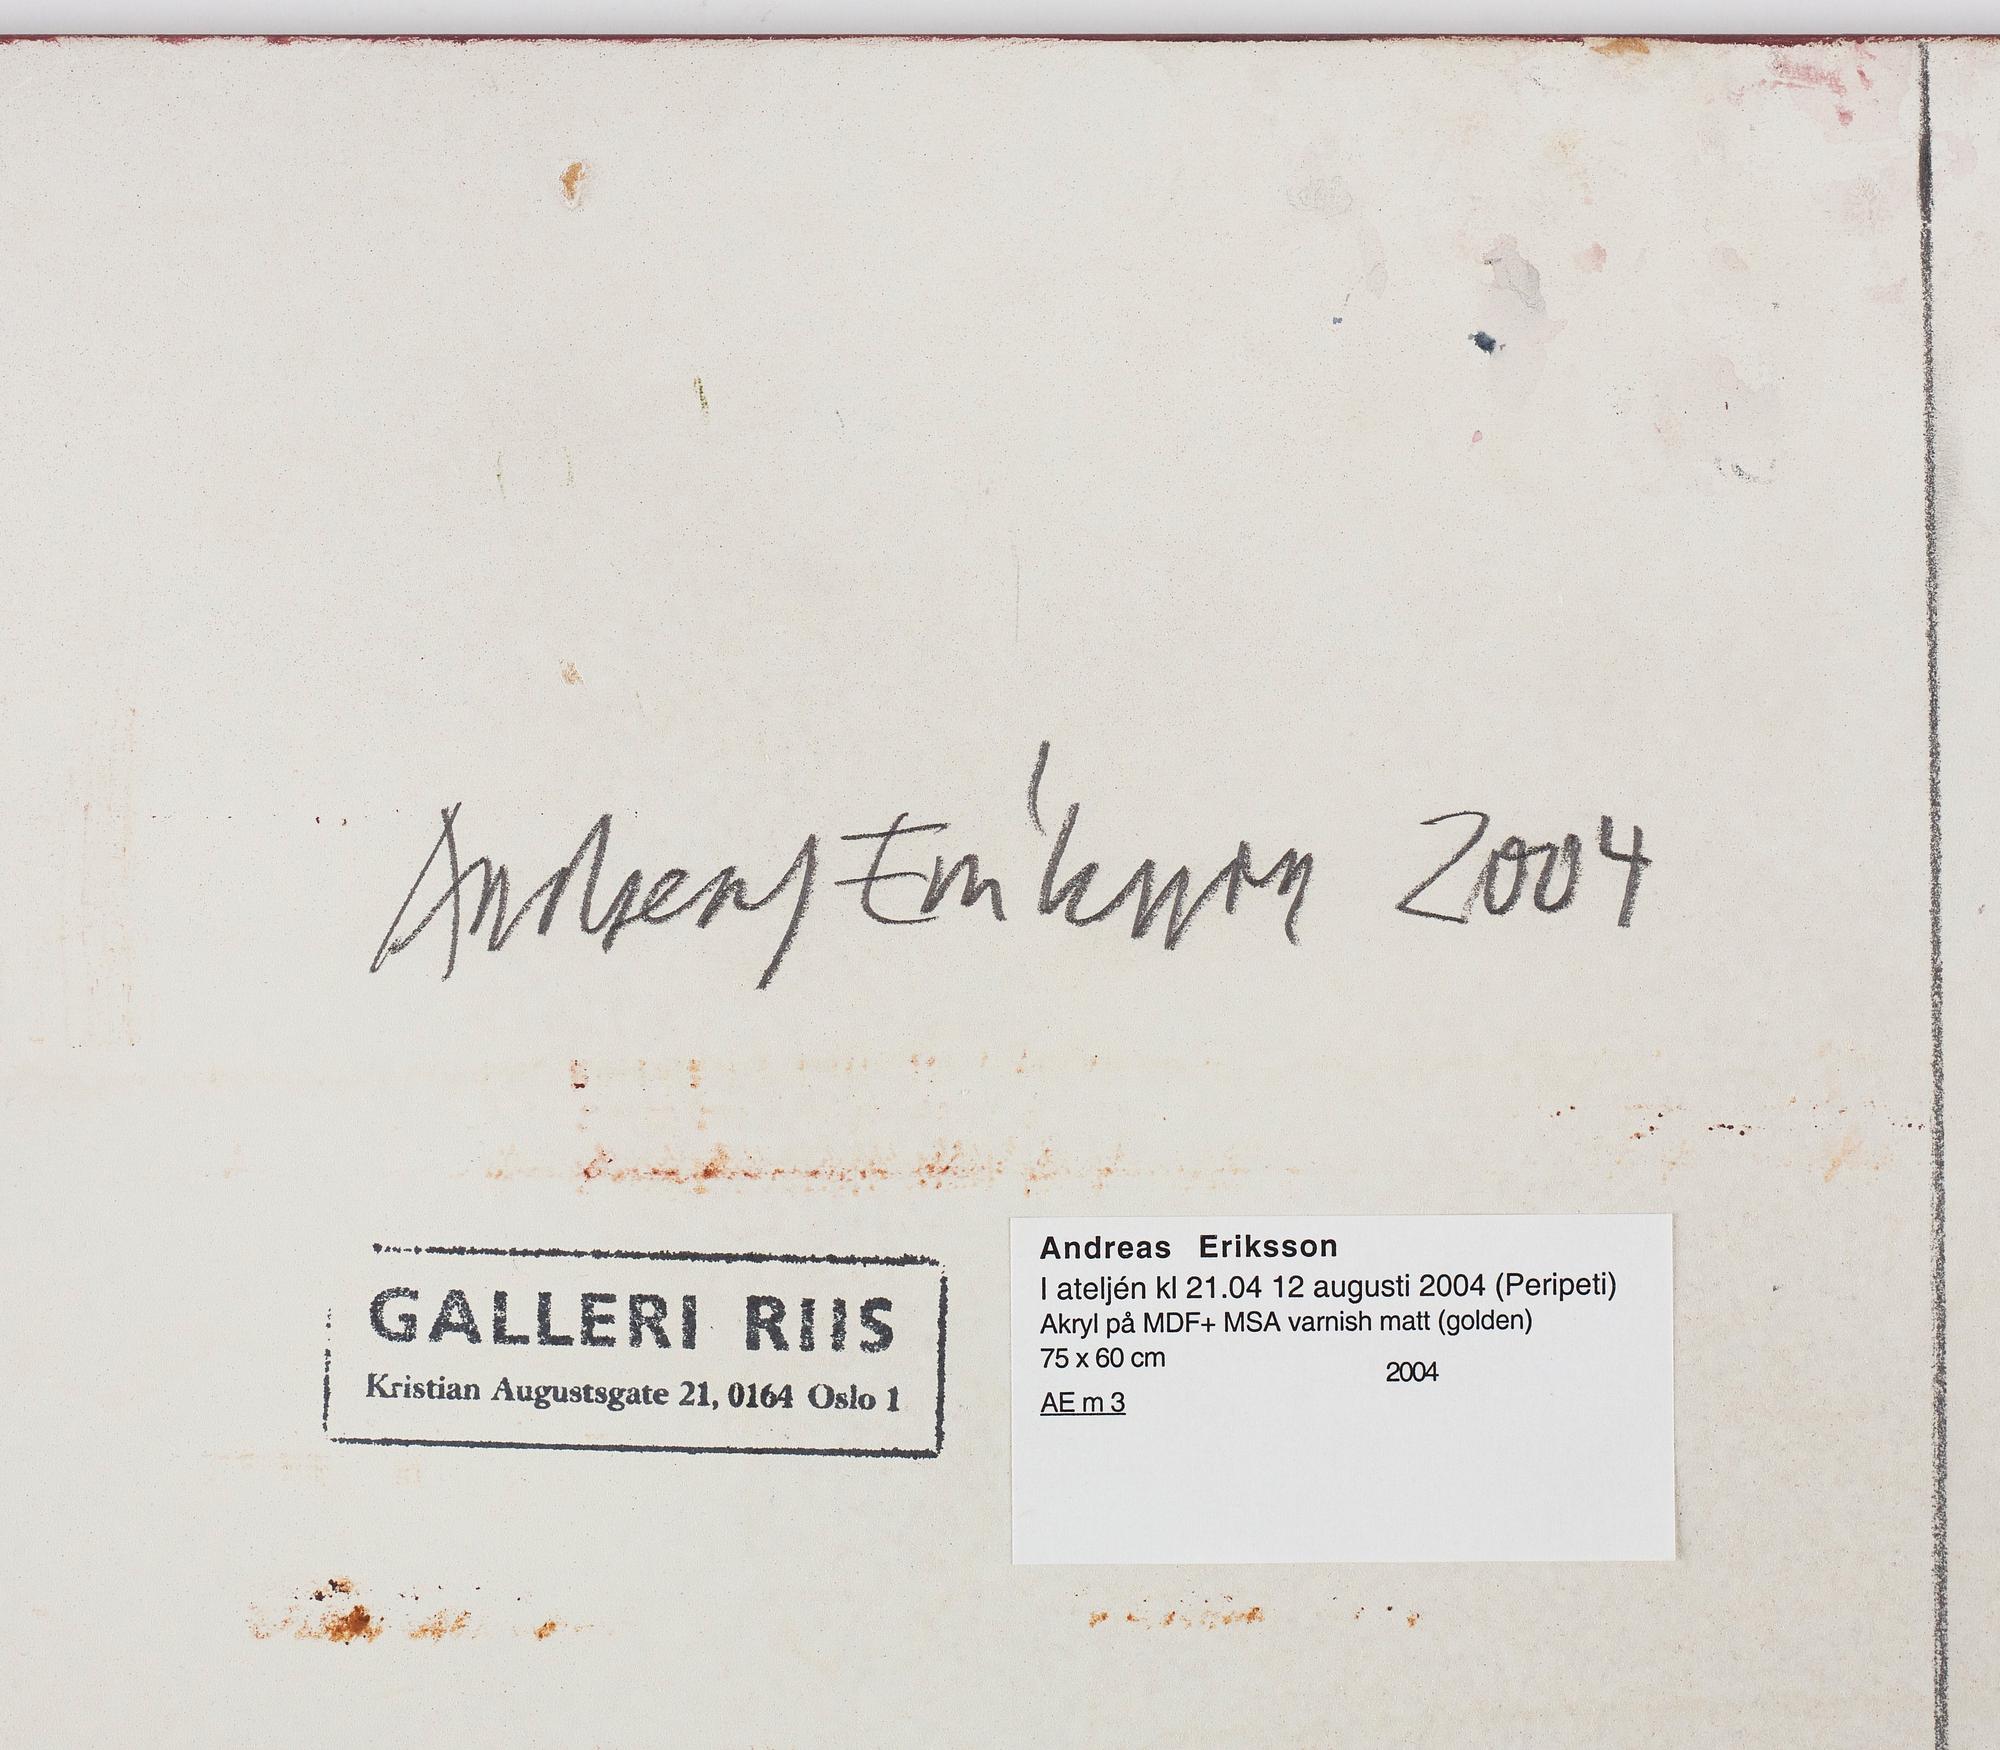 Andreas Eriksson 2004
GALLERI RIIS
Kristian Augustsgate 21, 0164 Oslo 1
Andreas Eriksson
I ateljén kl 21.04 12 augusti 2004 (Peripeti)
Akryl på MDF+ MSA varnish matt (golden)
75 x 60 cm
2004
AE m 3